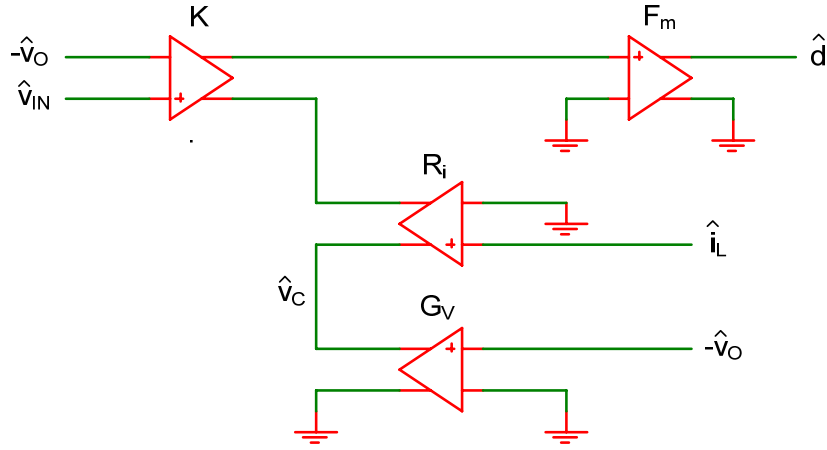 K
F_m
-v̂_O
d̂
v̂_IN
+
+
R_i
+
î_L
v̂_C
G_V
+
-v̂_O